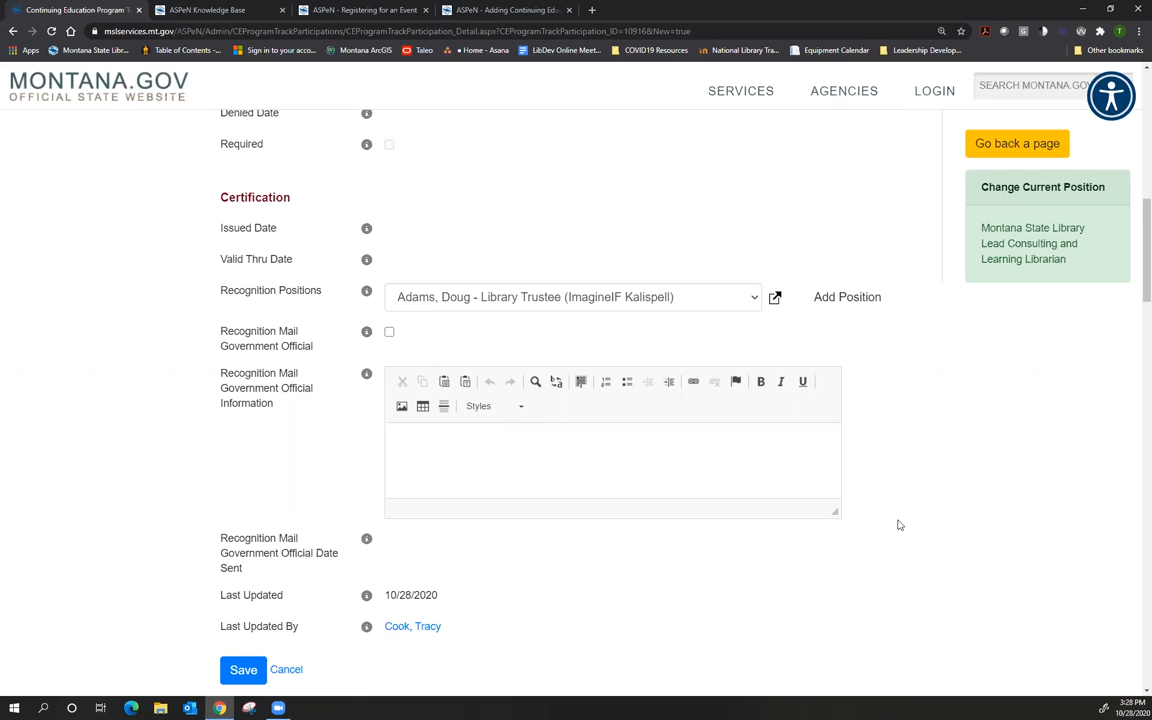 Continuing Education Program T
ASPeN Knowledge Base
ASPeN - Registering for an Event
ASPeN - Adding Continuing Edu
mslservices.mt.gov/ASPeN/Admin/CEProgramTrackParticipations/CEProgramTrackParticipation_Detail.aspx?CEProgramTrackParticipation_ID=10916&New=true
Apps
Montana State Libr...
Table of Contents -...
Sign in to your acco...
Montana ArcGIS
Taleo
Home - Asana
LibDev Online Meet...
COVID19 Resources
National Library Tra...
Equipment Calendar
Leadership Develop...
Other bookmarks
MONTANA.GOV
OFFICIAL STATE WEBSITE
SERVICES
AGENCIES
LOGIN
SEARCH MONTANA.GOV
Denied Date
Required
Go back a page
Change Current Position
Montana State Library
Lead Consulting and
Learning Librarian
Certification
Issued Date
Valid Thru Date
Recognition Positions
Adams, Doug - Library Trustee (ImagineIF Kalispell)
Add Position
Recognition Mail
Government Official
Recognition Mail
Government Official
Information
B I U
Styles
Recognition Mail
Government Official Date
Sent
Last Updated
10/28/2020
Last Updated By
Cook, Tracy
Save
Cancel
3:28 PM
10/28/2020